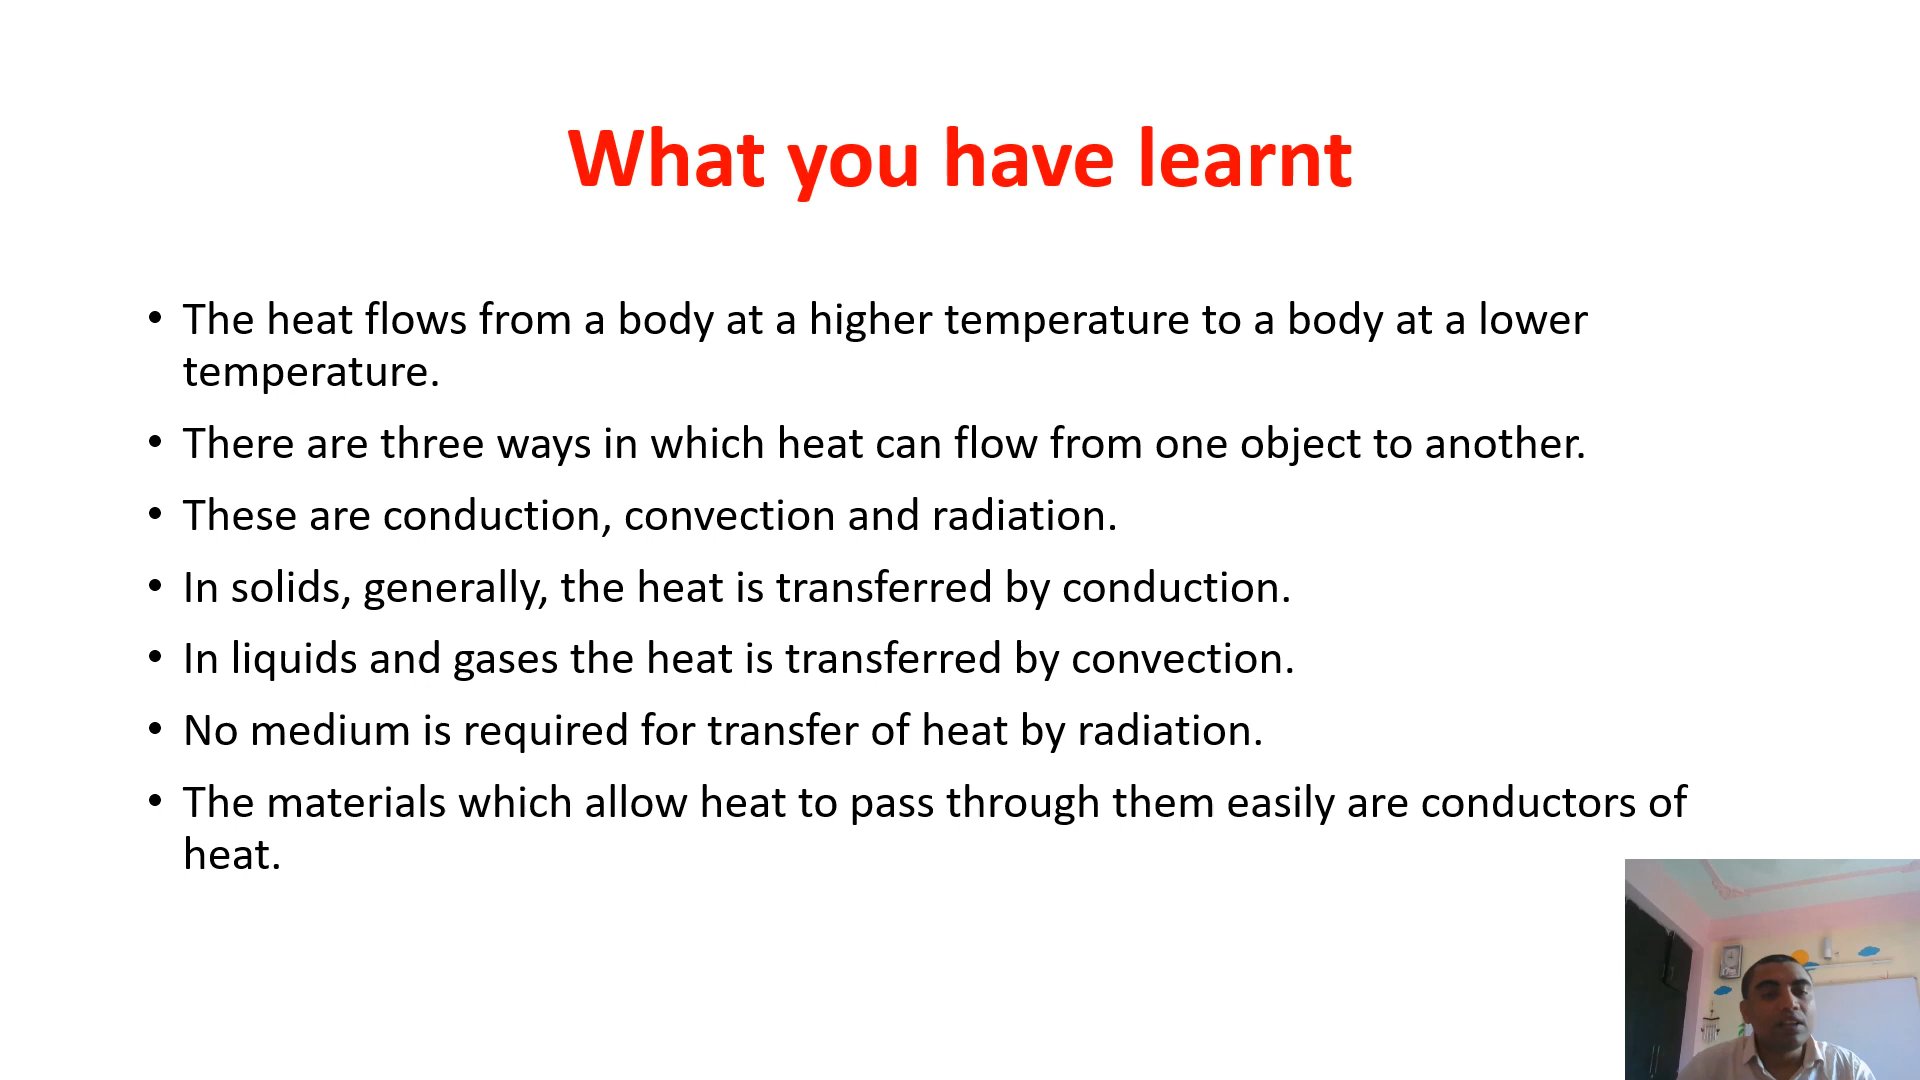 What you have learnt
• The heat flows from a body at a higher temperature to a body at a lower
temperature.
• There are three ways in which heat can flow from one object to another.
• These are conduction, convection and radiation.
• In solids, generally, the heat is transferred by conduction.
• In liquids and gases the heat is transferred by convection.
• No medium is required for transfer of heat by radiation.
• The materials which allow heat to pass through them easily are conductors of
heat.